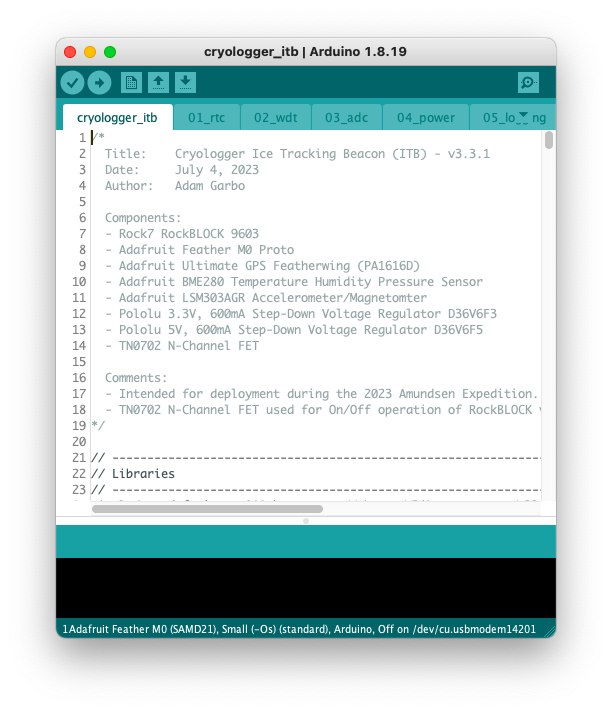 cryologger_itb | Arduino 1.8.19
cryologger_itb 01_rtc 02_wdt 03_adc 04_power 05_lo ng
1 /*
2 Title: Cryologger Ice Tracking Beacon (ITB) - v3.3.1
3 Date: July 4, 2023
4 Author: Adam Garbo
5
6 Components:
7 - Rock7 RockBLOCK 9603
8 - Adafruit Feather M0 Proto
9 - Adafruit Ultimate GPS Featherwing (PA1616D)
10 - Adafruit BME280 Temperature Humidity Pressure Sensor
11 - Adafruit LSM303AGR Accelerometer/Magnetomter
12 - Pololu 3.3V, 600mA Step-Down Voltage Regulator D36V6F3
13 - Pololu 5V, 600mA Step-Down Voltage Regulator D36V6F5
14 - TN0702 N-Channel FET
15
16 Comments:
17 - Intended for deployment during the 2023 Amundsen Expedition.
18 - TN0702 N-Channel FET used for On/Off operation of RockBLOCK
19 */
20
21 // --------------------------------------------------------------
22 // Libraries
23 // --------------------------------------------------------------
1 Adafruit Feather M0 (SAMD21), Small (-Os) (standard), Arduino, Off on /dev/cu.usbmodem14201